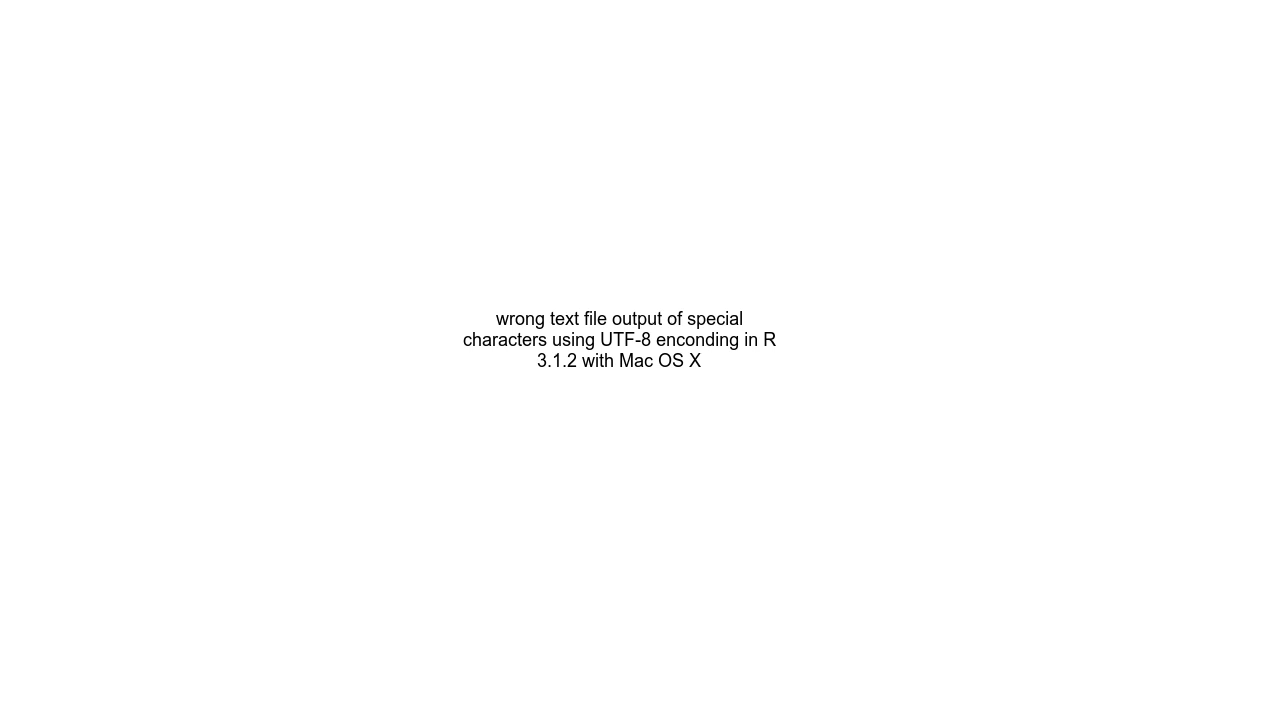 wrong text file output of special
characters using UTF-8 enconding in R
3.1.2 with Mac OS X